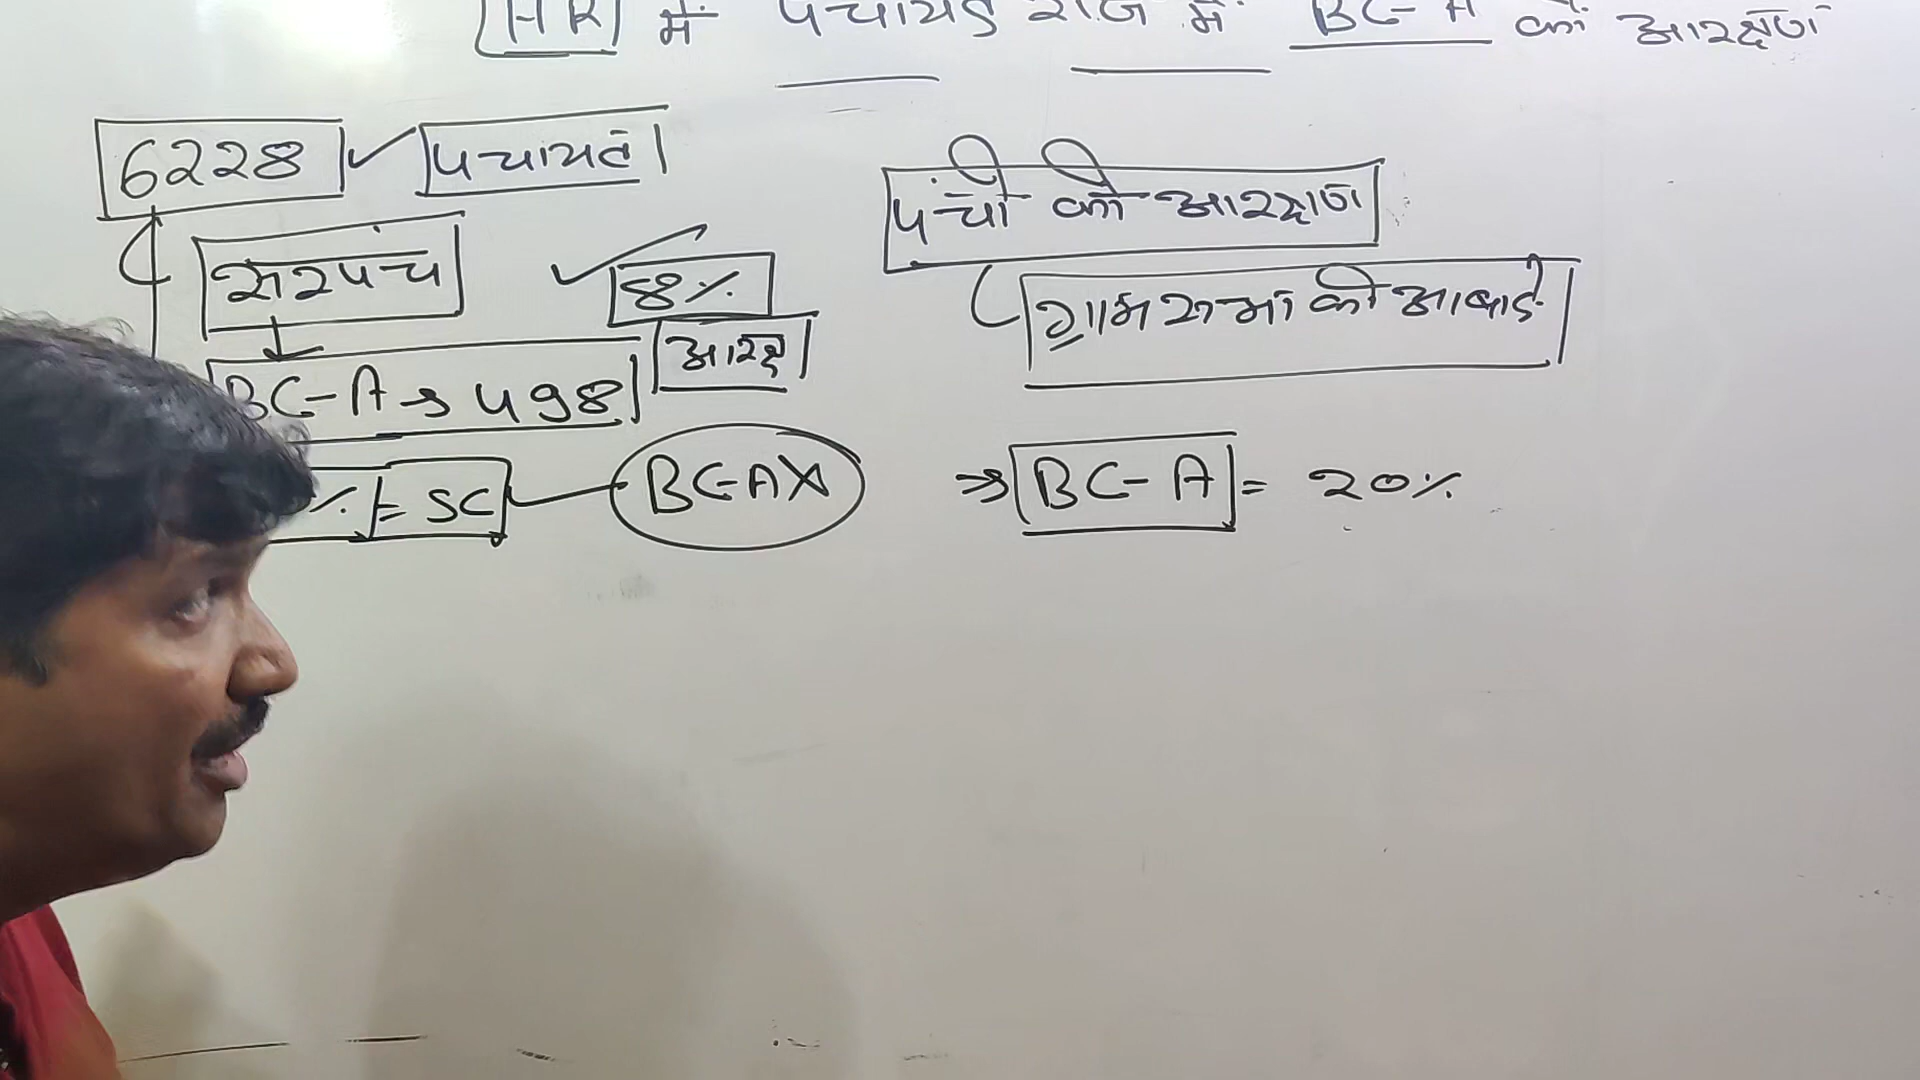 HR में पंचायत राज में BC-A को आरक्षण
6228 पंचायतें
सरपंच 8%
आरक्ष
BC-A → 498
% = SC BC-A X
पंचों को आरक्षण
ग्रामसभा की आबादी
⇒ BC-A = 20%